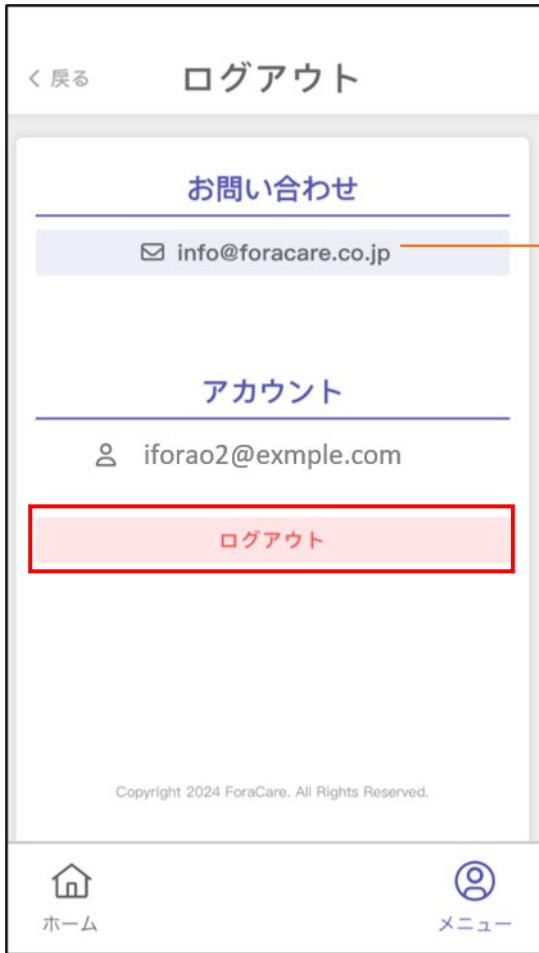 戻る
ログアウト
お問い合わせ
info@foracare.co.jp
アカウント
iforao2@exmple.com
ログアウト
Copyright 2024 ForaCare. All Rights Reserved.
ホーム
メニュー